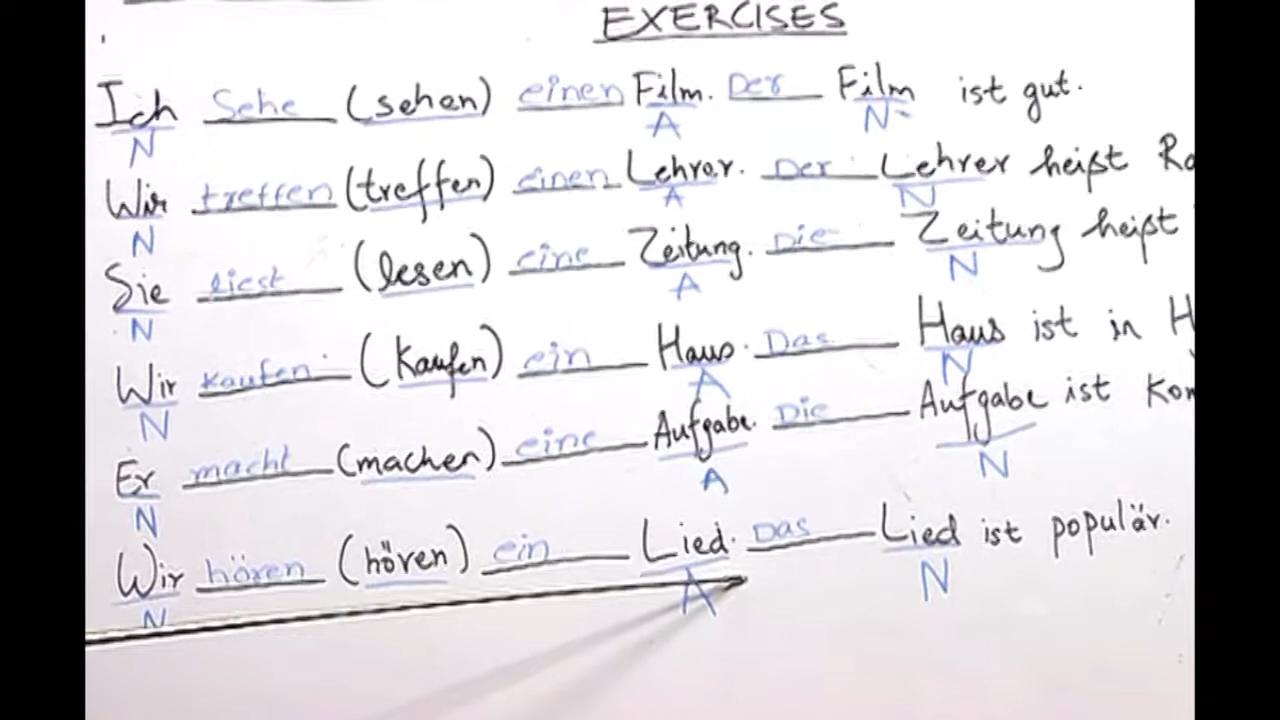 EXERCISES
Ich Sehe (sehen) einen Film. Der Film ist gut.
N A N
Wir treffen (treffen) einen Lehrer. Der Lehrer heißt
N A N
Sie liest (lesen) eine Zeitung. Die Zeitung heißt
N A N
Wir kaufen (kaufen) ein Haus. Das Haus ist in
N A N
Er macht (machen) eine Aufgabe. Die Aufgabe ist
N A N
Wir hören (hören) ein Lied. Das Lied ist populär.
N A N